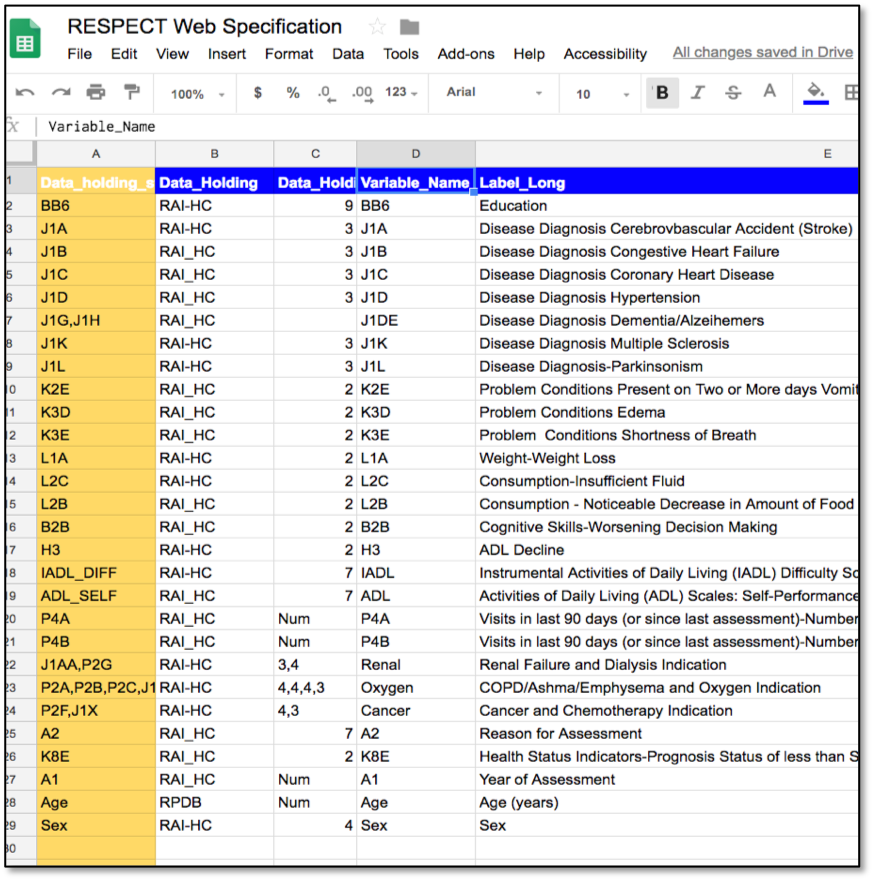 RESPECT Web Specification
File Edit View Insert Format Data Tools Add-ons Help Accessibility All changes saved in Drive
100% $ % .0 .00 123 Arial 10 B I S A
fx Variable_Name
A B C D E
1 Data_holding_s Data_Holding Data_Holdi Variable_Name Label_Long
2 BB6 RAI-HC 9 BB6 Education
3 J1A RAI-HC 3 J1A Disease Diagnosis Cerebrovbascular Accident (Stroke)
4 J1B RAI_HC 3 J1B Disease Diagnosis Congestive Heart Failure
5 J1C RAI_HC 3 J1C Disease Diagnosis Coronary Heart Disease
6 J1D RAI_HC 3 J1D Disease Diagnosis Hypertension
7 J1G,J1H RAI_HC J1DE Disease Diagnosis Dementia/Alzeihemers
8 J1K RAI-HC 3 J1K Disease Diagnosis Multiple Sclerosis
9 J1L RAI-HC 3 J1L Disease Diagnosis-Parkinsonism
10 K2E RAI_HC 2 K2E Problem Conditions Present on Two or More days Vomit
11 K3D RAI_HC 2 K3D Problem Conditions Edema
12 K3E RAI_HC 2 K3E Problem Conditions Shortness of Breath
13 L1A RAI-HC 2 L1A Weight-Weight Loss
14 L2C RAI-HC 2 L2C Consumption-Insufficient Fluid
15 L2B RAI_HC 2 L2B Consumption - Noticeable Decrease in Amount of Food
16 B2B RAI_HC 2 B2B Cognitive Skills-Worsening Decision Making
17 H3 RAI-HC 2 H3 ADL Decline
18 IADL_DIFF RAI-HC 7 IADL Instrumental Activities of Daily Living (IADL) Difficulty Sc
19 ADL_SELF RAI_HC 7 ADL Activities of Daily Living (ADL) Scales: Self-Performance
20 P4A RAI_HC Num P4A Visits in last 90 days (or since last assessment)-Number
21 P4B RAI_HC Num P4B Visits in last 90 days (or since last assessment)-Number
22 J1AA,P2G RAI-HC 3,4 Renal Renal Failure and Dialysis Indication
23 P2A,P2B,P2C,J1 RAI-HC 4,4,4,3 Oxygen COPD/Ashma/Emphysema and Oxygen Indication
24 P2F,J1X RAI-HC 4,3 Cancer Cancer and Chemotherapy Indication
25 A2 RAI_HC 7 A2 Reason for Assessment
26 K8E RAI_HC 2 K8E Health Status Indicators-Prognosis Status of less than S
27 A1 RAI_HC Num A1 Year of Assessment
28 Age RPDB Num Age Age (years)
29 Sex RAI-HC 4 Sex Sex
30